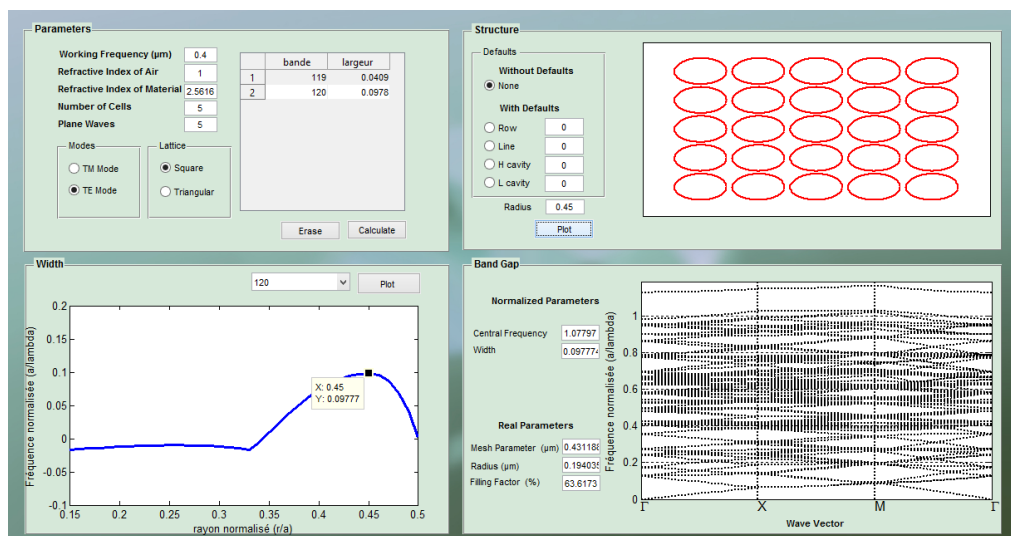 Parameters
Working Frequency (µm) 0.4
Refractive Index of Air 1
Refractive Index of Material 2.5616
Number of Cells 5
Plane Waves 5
Modes
TM Mode
TE Mode
Lattice
Square
Triangular
bande largeur
1 119 0.0409
2 120 0.0978
Erase Calculate
Structure
Defaults
Without Defaults
None
With Defaults
Row 0
Line 0
H cavity 0
L cavity 0
Radius 0.45
Plot
Width
120 Plot
0.2
0.15
0.1
0.05
0
-0.05
-0.1
0.15 0.2 0.25 0.3 0.35 0.4 0.45 0.5
Fréquence normalisée (a/lambda)
rayon normalisé (r/a)
X: 0.45
Y: 0.09777
Band Gap
Normalized Parameters
Central Frequency 1.07797
Width 0.097774
Real Parameters
Mesh Parameter (µm) 0.431188
Radius (µm) 0.194035
Filling Factor (%) 63.6173
Fréquence normalisée (a/lambda)
1
0.8
0.6
0.4
0.2
0
Γ X M Γ
Wave Vector